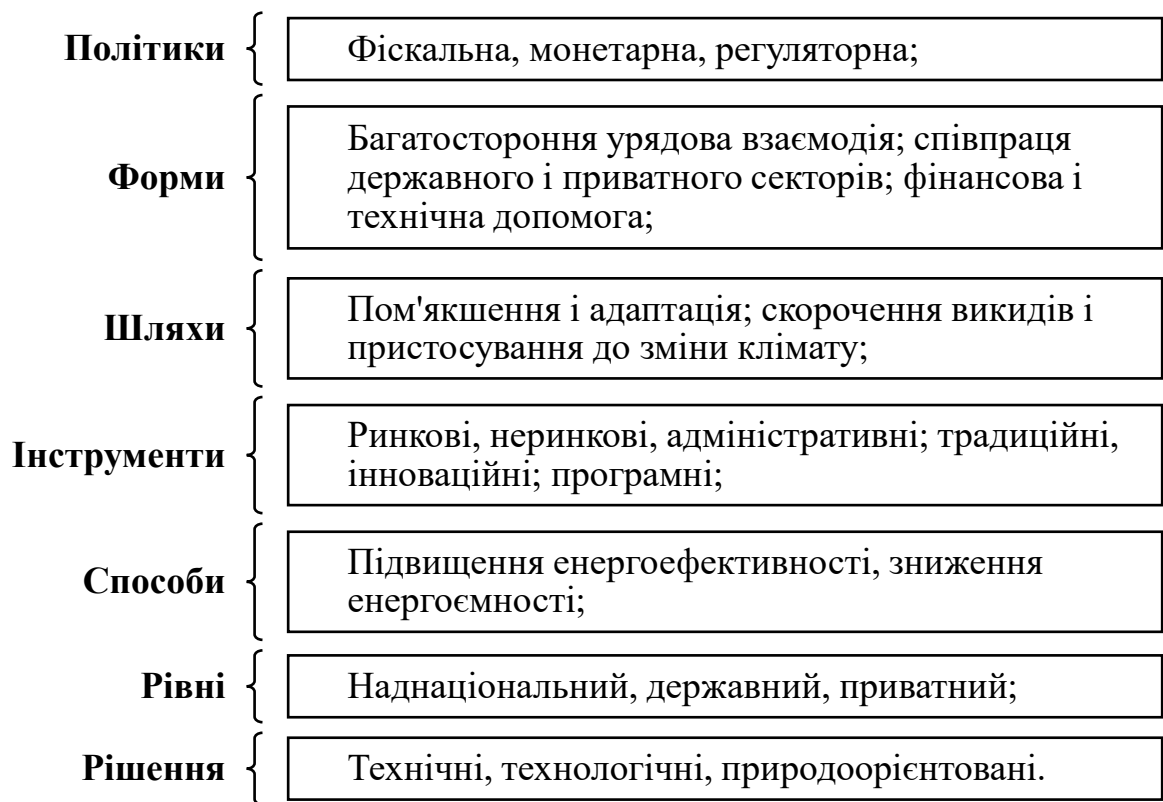 Політики
Фіскальна, монетарна, регуляторна;
Форми
Багатостороння урядова взаємодія; співпраця
державного і приватного секторів; фінансова і
технічна допомога;
Шляхи
Пом'якшення і адаптація; скорочення викидів і
пристосування до зміни клімату;
Інструменти
Ринкові, неринкові, адміністративні; традиційні,
інноваційні; програмні;
Способи
Підвищення енергоефективності, зниження
енергоємності;
Рівні
Наднаціональний, державний, приватний;
Рішення
Технічні, технологічні, природоорієнтовані.